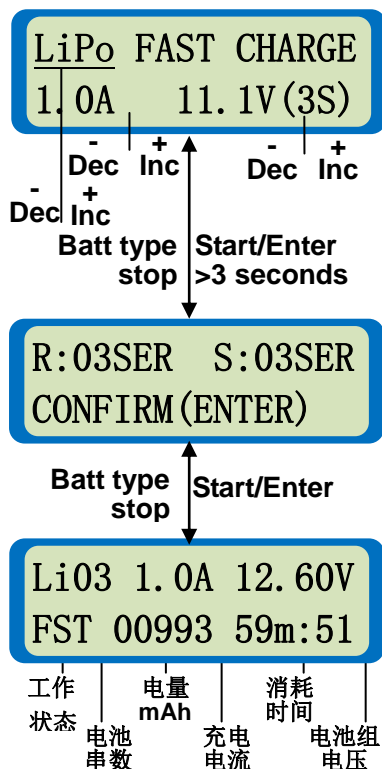 LiPo FAST CHARGE
1.0A 11.1V(3S)
- + - +
Dec Inc Dec Inc
- +
Dec Inc
Batt type Start/Enter
stop >3 seconds
R:03SER S:03SER
CONFIRM(ENTER)
Batt type Start/Enter
stop
Li03 1.0A 12.60V
FST 00993 59m:51
工作 电量 消耗
状态 mAh 时间
电池 充电 电池组
串数 电流 电压